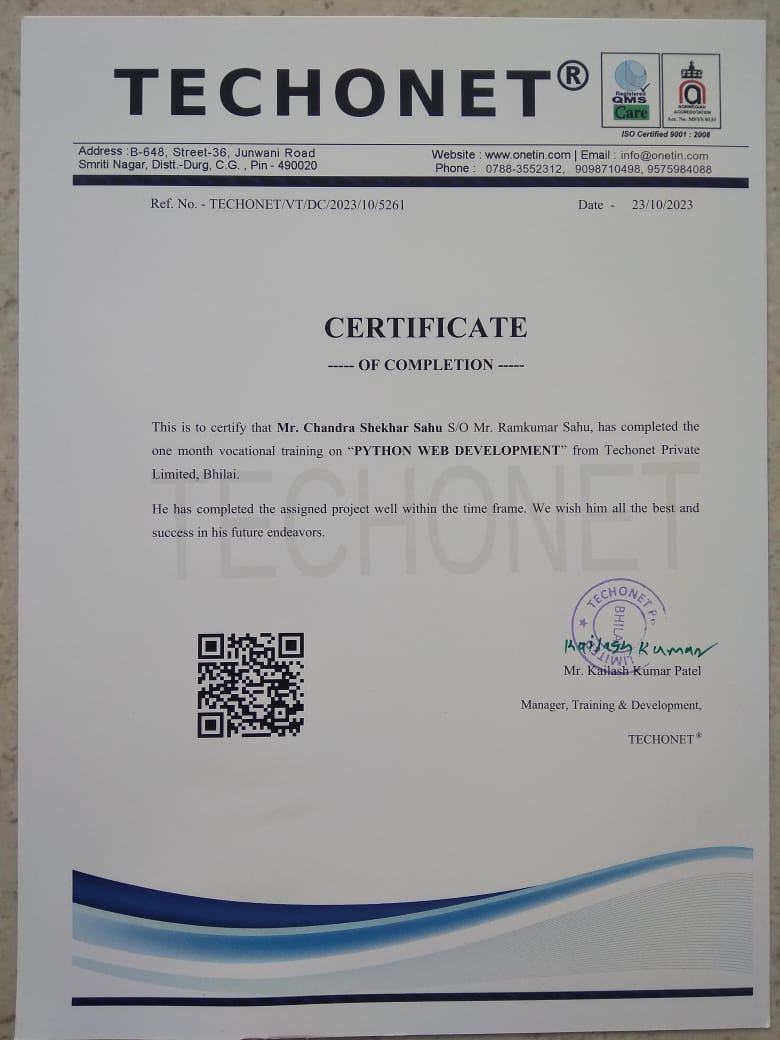 TECHONET®
Registered
QMS
Care
NORWEGIAN
ACCREDITATION
Acc. No. MSYS 0133
ISO Certified 9001 : 2008
Address :B-648, Street-36, Junwani Road
Smriti Nagar, Distt.-Durg, C.G. , Pin - 490020
Website : www.onetin.com | Email : info@onetin.com
Phone : 0788-3552312, 9098710498, 9575984088
Ref. No. - TECHONET/VT/DC/2023/10/5261
Date - 23/10/2023
CERTIFICATE
----- OF COMPLETION -----
This is to certify that Mr. Chandra Shekhar Sahu S/O Mr. Ramkumar Sahu, has completed the
one month vocational training on “PYTHON WEB DEVELOPMENT” from Techonet Private
Limited, Bhilai.
TECHONET
He has completed the assigned project well within the time frame. We wish him all the best and
success in his future endeavors.
TECHONET Pr
BHILAI
LIMITED
Kailash Kumar
Mr. Kailash Kumar Patel
Manager, Training & Development,
TECHONET®